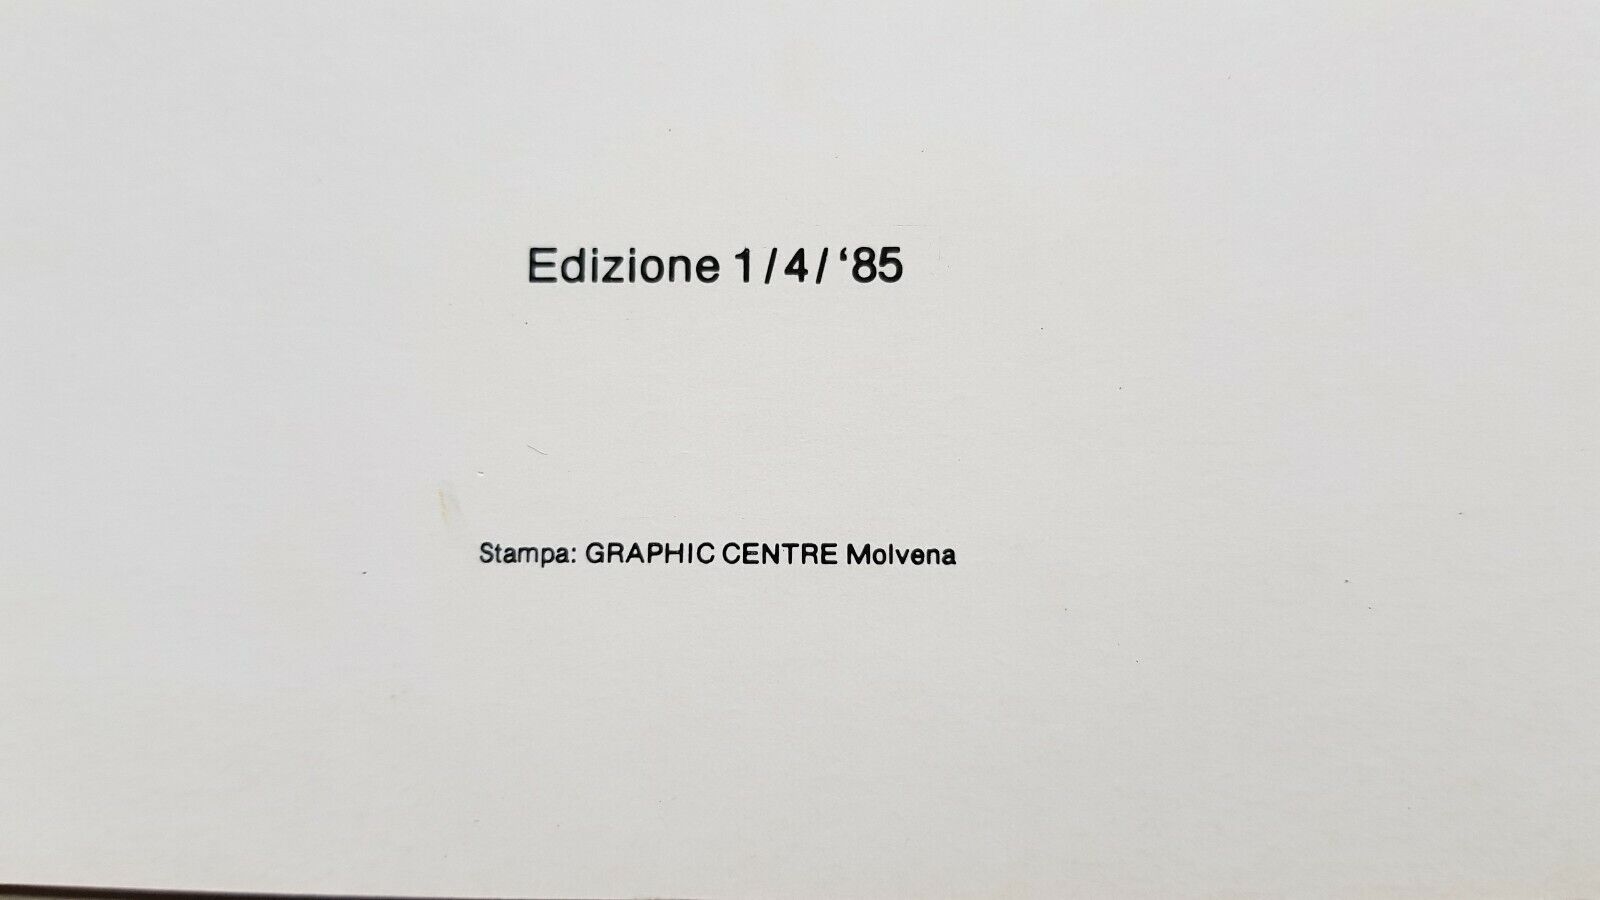 Edizione 1/4/‘85
Stampa: GRAPHIC CENTRE Molvena